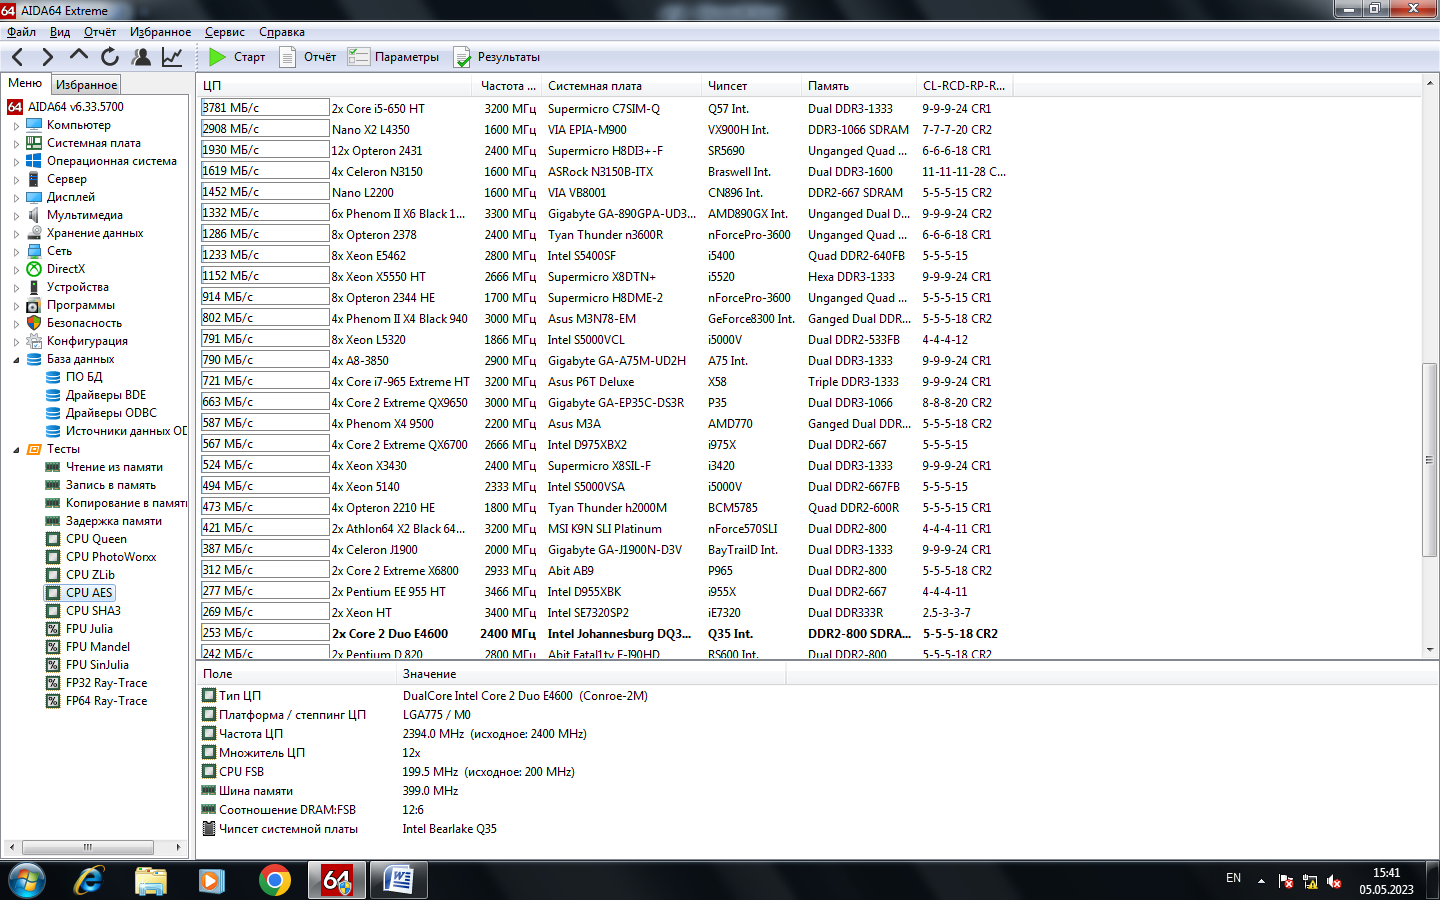 AIDA64 Extreme
Файл Вид Отчёт Избранное Сервис Справка
Старт Отчёт Параметры Результаты
Меню Избранное
AIDA64 v6.33.5700
Компьютер
Системная плата
Операционная система
Сервер
Дисплей
Мультимедиа
Хранение данных
Сеть
DirectX
Устройства
Программы
Безопасность
Конфигурация
База данных
ПО БД
Драйверы BDE
Драйверы ODBC
Источники данных OD
Тесты
Чтение из памяти
Запись в память
Копирование в памяти
Задержка памяти
CPU Queen
CPU PhotoWorxx
CPU ZLib
CPU AES
CPU SHA3
FPU Julia
FPU Mandel
FPU SinJulia
FP32 Ray-Trace
FP64 Ray-Trace
ЦП Частота ... Системная плата Чипсет Память CL-RCD-RP-R...
3781 МБ/с 2x Core i5-650 HT 3200 МГц Supermicro C7SIM-Q Q57 Int. Dual DDR3-1333 9-9-9-24 CR1
2908 МБ/с Nano X2 L4350 1600 МГц VIA EPIA-M900 VX900H Int. DDR3-1066 SDRAM 7-7-7-20 CR2
1930 МБ/с 12x Opteron 2431 2400 МГц Supermicro H8DI3+-F SR5690 Unganged Quad ... 6-6-6-18 CR1
1619 МБ/с 4x Celeron N3150 1600 МГц ASRock N3150B-ITX Braswell Int. Dual DDR3-1600 11-11-11-28 C...
1452 МБ/с Nano L2200 1600 МГц VIA VB8001 CN896 Int. DDR2-667 SDRAM 5-5-5-15 CR2
1332 МБ/с 6x Phenom II X6 Black 1... 3300 МГц Gigabyte GA-890GPA-UD3... AMD890GX Int. Unganged Dual D... 9-9-9-24 CR2
1286 МБ/с 8x Opteron 2378 2400 МГц Tyan Thunder n3600R nForcePro-3600 Unganged Quad ... 6-6-6-18 CR1
1233 МБ/с 8x Xeon E5462 2800 МГц Intel S5400SF i5400 Quad DDR2-640FB 5-5-5-15
1152 МБ/с 8x Xeon X5550 HT 2666 МГц Supermicro X8DTN+ i5520 Hexa DDR3-1333 9-9-9-24 CR1
914 МБ/с 8x Opteron 2344 HE 1700 МГц Supermicro H8DME-2 nForcePro-3600 Unganged Quad ... 5-5-5-15 CR1
802 МБ/с 4x Phenom II X4 Black 940 3000 МГц Asus M3N78-EM GeForce8300 Int. Ganged Dual DDR... 5-5-5-18 CR2
791 МБ/с 8x Xeon L5320 1866 МГц Intel S5000VCL i5000V Dual DDR2-533FB 4-4-4-12
790 МБ/с 4x A8-3850 2900 МГц Gigabyte GA-A75M-UD2H A75 Int. Dual DDR3-1333 9-9-9-24 CR1
721 МБ/с 4x Core i7-965 Extreme HT 3200 МГц Asus P6T Deluxe X58 Triple DDR3-1333 9-9-9-24 CR1
663 МБ/с 4x Core 2 Extreme QX9650 3000 МГц Gigabyte GA-EP35C-DS3R P35 Dual DDR3-1066 8-8-8-20 CR2
587 МБ/с 4x Phenom X4 9500 2200 МГц Asus M3A AMD770 Ganged Dual DDR... 5-5-5-18 CR2
567 МБ/с 4x Core 2 Extreme QX6700 2666 МГц Intel D975XBX2 i975X Dual DDR2-667 5-5-5-15
524 МБ/с 4x Xeon X3430 2400 МГц Supermicro X8SIL-F i3420 Dual DDR3-1333 9-9-9-24 CR1
494 МБ/с 4x Xeon 5140 2333 МГц Intel S5000VSA i5000V Dual DDR2-667FB 5-5-5-15
473 МБ/с 4x Opteron 2210 HE 1800 МГц Tyan Thunder h2000M BCM5785 Quad DDR2-600R 5-5-5-15 CR1
421 МБ/с 2x Athlon64 X2 Black 64... 3200 МГц MSI K9N SLI Platinum nForce570SLI Dual DDR2-800 4-4-4-11 CR1
387 МБ/с 4x Celeron J1900 2000 МГц Gigabyte GA-J1900N-D3V BayTrailD Int. Dual DDR3-1333 9-9-9-24 CR1
312 МБ/с 2x Core 2 Extreme X6800 2933 МГц Abit AB9 P965 Dual DDR2-800 5-5-5-18 CR2
277 МБ/с 2x Pentium EE 955 HT 3466 МГц Intel D955XBK i955X Dual DDR2-667 4-4-4-11
269 МБ/с 2x Xeon HT 3400 МГц Intel SE7320SP2 iE7320 Dual DDR333R 2.5-3-3-7
253 МБ/с 2x Core 2 Duo E4600 2400 МГц Intel Johannesburg DQ3... Q35 Int. DDR2-800 SDRA... 5-5-5-18 CR2
242 МБ/с 2x Pentium D 820 2800 МГц Abit Fatal1ty F-I90HD RS600 Int. Dual DDR2-800 5-5-5-18 CR2
Поле Значение
Тип ЦП DualCore Intel Core 2 Duo E4600 (Conroe-2M)
Платформа / степпинг ЦП LGA775 / M0
Частота ЦП 2394.0 MHz (исходное: 2400 MHz)
Множитель ЦП 12x
CPU FSB 199.5 MHz (исходное: 200 MHz)
Шина памяти 399.0 MHz
Соотношение DRAM:FSB 12:6
Чипсет системной платы Intel Bearlake Q35
EN
15:41
05.05.2023